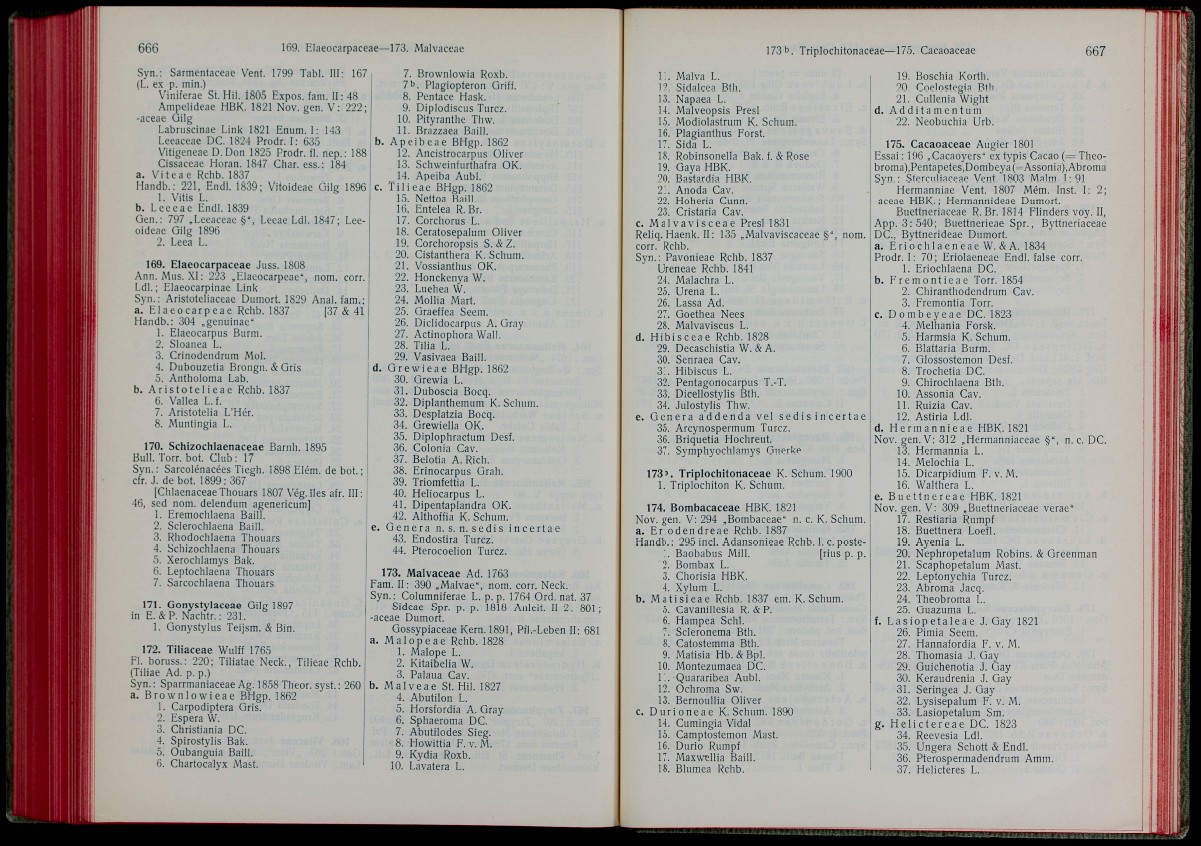 666
169. Elaeocarpaceae—173. Malvaceae
Syn.: Sarmentaceae Vent. 1799 Tabl. III: 167
(L. ex p. min.)
Viniferae St. Hil. 1805 Expos. fam. II: 48
Ampelideae HBK. 1821 Nov. gen. V: 222;
-aceae Gilg
Labruscinae Link 1821 Enum. I: 143
Leeaceae DC. 1824 Prodr. I: 635
Vitigeneae D. Don 1825 Prodr. fl. nep.: 188
Cissaceae Horan. 1847 Char. ess.: 184
a. Viteae Rchb. 1837
Handb.: 221, Endl. 1839; Vitoideae Gilg 1896
1. Vitis L.
b. Leeeae Endl. 1839
Gen.: 797 „Leeaceae §“, Leeae Ldl. 1847; Lee-
oideae Gilg 1896
2. Leea L.
169. Elaeocarpaceae Juss. 1808
Ann. Mus. XI: 223 „Elaeocarpeae“, nom. corr.
Ldl.; Elaeocarpinae Link
Syn.: Aristoteliaceae Dumort. 1829 Anal. fam.:
a. Elaeocarpeae Rchb. 1837 [37 & 41
Handb.: 304 „genuinae“
1. Elaeocarpus Burm.
2. Sloanea L.
3. Crinodendrum Mol.
4. Dubouzetia Brongn. & Gris
5. Antholoma Lab.
b. Aristotelieae Rchb. 1837
6. Vallea L. f.
7. Aristotelia L'Hér.
8. Muntingia L.
170. Schizochlaenaceae Barnh. 1895
Bull. Torr. bot. Club: 17
Syn.: Sarcolénacées Tiegh. 1898 Elém. de bot.;
cfr. J. de bot. 1899: 367
[Chlaenaceae Thouars 1807 Vég. Iles afr. III:
46, sed nom. delendum agenericum]
1. Eremochlaena Baill.
2. Sclerochlaena Baill.
3. Rhodochlaena Thouars
4. Schizochlaena Thouars
5. Xerochlamys Bak.
6. Leptochlaena Thouars
7. Sarcochlaena Thouars
171. Gonystylaceae Gilg 1897
in E. & P. Nachtr.: 231
1. Gonystylus Teijsm. & Bin.
172. Tiliaceae Wulff 1765
Fl. boruss.: 220; Tiliatae Neck., Tilieae Rchb.
(Tiliae Ad. p. p.)
Syn.: Sparrmaniaceae Ag. 1858 Theor. syst.: 260
a. Brownlowieae BHgp. 1862
1. Carpodiptera Gris.
2. Espera W.
3. Christiania DC.
4. Spirostylis Bak.
5. Oubanguia Baill.
6. Chartocalyx Mast.
7. Brownlowia Roxb.
7b. Plagiopteron Griff.
8. Pentace Hask.
9. Diplodiscus Turcz.
10. Pityranthe Thw.
11. Brazzaea Baill.
b. Apeibeae BHgp. 1862
12. Ancistrocarpus Oliver
13. Schweinfurthafra OK.
14. Apeiba Aubl.
c. Tilieae BHgp. 1862
15. Nettoa Baill.
16. Entelea R. Br.
17. Corchorus L.
18. Ceratosepalum Oliver
19. Corchoropsis S. & Z.
20. Cistanthera K. Schum.
21. Vossianthus OK.
22. Honckenya W.
23. Luehea W.
24. Mollia Mart.
25. Graeffea Seem.
26. Diclidocarpus A. Gray
27. Actinophora Wall.
28. Tilia L.
29. Vasivaea Baill.
d. Grewieae BHgp. 1862
30. Grewia L.
31. Duboscia Bocq.
32. Diplanthemum K. Schum.
33. Desplatzia Bocq.
34. Grewiella OK.
35. Diplophractum Desf.
36. Colonia Cav.
37. Belotia A. Rich.
38. Erinocarpus Grah.
39. Triomfettia L.
40. Heliocarpus L.
41. Dipentaplandra OK.
42. Althoffia K. Schum.
e. Genera n. s. n. sedis incertae
43. Endostira Turcz.
44. Pterocoelion Turcz.
173. Malvaceae Ad. 1763
Fam. II: 390 „Malvae“, nom. corr. Neck.
Syn.: Columniferae L. p. p. 1764 Ord. nat. 37
Sideae Spr. p. p. 1818 Anleit. II 2: 801;
-aceae Dumort.
Gossypiaceae Kern. 1891, Pfl.-Leben II: 681
a. Malopeae Rchb. 1828
1. Malope L.
2. Kitaibelia W.
3. Palaua Cav.
b. Malveae St. Hil. 1827
4. Abutilon L.
5. Horsfordia A. Gray
6. Sphaeroma DC.
7. Abutilodes Sieg.
8. Howittia F. v. M.
9. Kydia Roxb.
10. Lavatera L.
173b. Triplochitonaceae—175. Cacaoaceae
667
11. Malva L.
12. Sidalcea Bth.
13. Napaea L.
14. Malveopsis Presl
15. Modiolastrum K. Schum.
16. Plagianthus Forst.
17. Sida L.
18. Robinsonella Bak. f. & Rose
19. Gaya HBK.
20. Bastardia HBK.
21. Anoda Cav.
22. Hoheria Cunn.
23. Cristaria Cav.
c. Malvavisceae Presl 1831
Reliq. Haenk. II: 135 „Malvaviscaceae §“, nom.
corr. Rchb.
Syn.: Pavonieae Rchb. 1837
Ureneae Rchb. 1841
24. Malachra L.
25. Urena L.
26. Lassa Ad.
27. Goethea Nees
28. Malvaviscus L.
d. Hibisceae Rchb. 1828
29. Decaschistia W. & A.
30. Senraea Cav.
31. Hibiscus L.
32. Pentagonocarpus T.-T.
33. Dicellostylis Bth.
34. Julostylis Thw.
e. Genera addenda vel sedis incertae
35. Arcynospermum Turcz.
36. Briquetia Hochreut.
37. Symphyochlamys Guerke
173b. Triplochitonaceae K. Schum. 1900
1. Triplochiton K. Schum.
174. Bombacaceae HBK. 1821
Nov. gen. V: 294 „Bombaceae“ n. c. K. Schum.
a. Erodendreae Rchb. 1837
Handb.: 295 incl. Adansonieae Rchb. l. c. poste-
1. Baobabus Mill. [rius p. p.
2. Bombax L.
3. Chorisia HBK.
4. Xylum L.
b. Matisieae Rchb. 1837 em. K. Schum.
5. Cavanillesia R. & P.
6. Hampea Schl.
7. Scleronema Bth.
8. Catostemma Bth.
9. Matisia Hb. & Bpl.
10. Montezumaea DC.
11. Quararibea Aubl.
12. Ochroma Sw.
13. Bernoullia Oliver
c. Durioneae K. Schum. 1890
14. Cumingia Vidal
15. Camptostemon Mast.
16. Durio Rumpf
17. Maxwellia Baill.
18. Blumea Rchb.
19. Boschia Korth.
20. Coelostegia Bth.
21. Cullenia Wight
d. Additamentum
22. Neobuchia Urb.
175. Cacaoaceae Augier 1801
Essai: 196 „Cacaoyers“ ex typis Cacao (= Theo-
broma), Pentapetes, Dombeya (= Assonia), Abroma
Syn.: Sterculiaceae Vent. 1803 Malm. I: 91
Hermanniae Vent. 1807 Mém. Inst. I: 2;
aceae HBK.; Hermannideae Dumort.
Buettneriaceae R. Br. 1814 Flinders voy. II,
App. 3: 540; Buettnerieae Spr., Byttneriaceae
DC., Byttnerideae Dumort.
a. Eriochlaeneae W. & A. 1834
Prodr. I: 70; Eriolaeneae Endl. false corr.
1. Eriochlaena DC.
b. Fremontieae Torr. 1854
2. Chiranthodendrum Cav.
3. Fremontia Torr.
c. Dombeyeae DC. 1823
4. Melhania Forsk.
5. Harmsia K. Schum.
6. Blattaria Burm.
7. Glossostemon Desf.
8. Trochetia DC.
9. Chirochlaena Bth.
10. Assonia Cav.
11. Ruizia Cav.
12. Astiria Ldl.
d. Hermannieae HBK. 1821
Nov. gen. V: 312 „Hermanniaceae §“, n. c. DC.
13. Hermannia L.
14. Melochia L.
15. Dicarpidium F. v. M.
16. Walthera L.
e. Buettnereae HBK. 1821
Nov. gen. V: 309 „Buettneriaceae verae“
17. Restiaria Rumpf
18. Buettnera Loefl.
19. Ayenia L.
20. Nephropetalum Robins. & Greenman
21. Scaphopetalum Mast.
22. Leptonychia Turcz.
23. Abroma Jacq.
24. Theobroma L.
25. Guazuma L.
f. Lasiopetaleae J. Gay 1821
26. Pimia Seem.
27. Hannafordia F. v. M.
28. Thomasia J. Gay
29. Guichenotia J. Gay
30. Keraudrenia J. Gay
31. Seringea J. Gay
32. Lysisepalum F. v. M.
33. Lasiopetalum Sm.
g. Helictereae DC. 1823
34. Reevesia Ldl.
35. Ungera Schott & Endl.
36. Pterospermadendrum Amm.
37. Helicteres L.